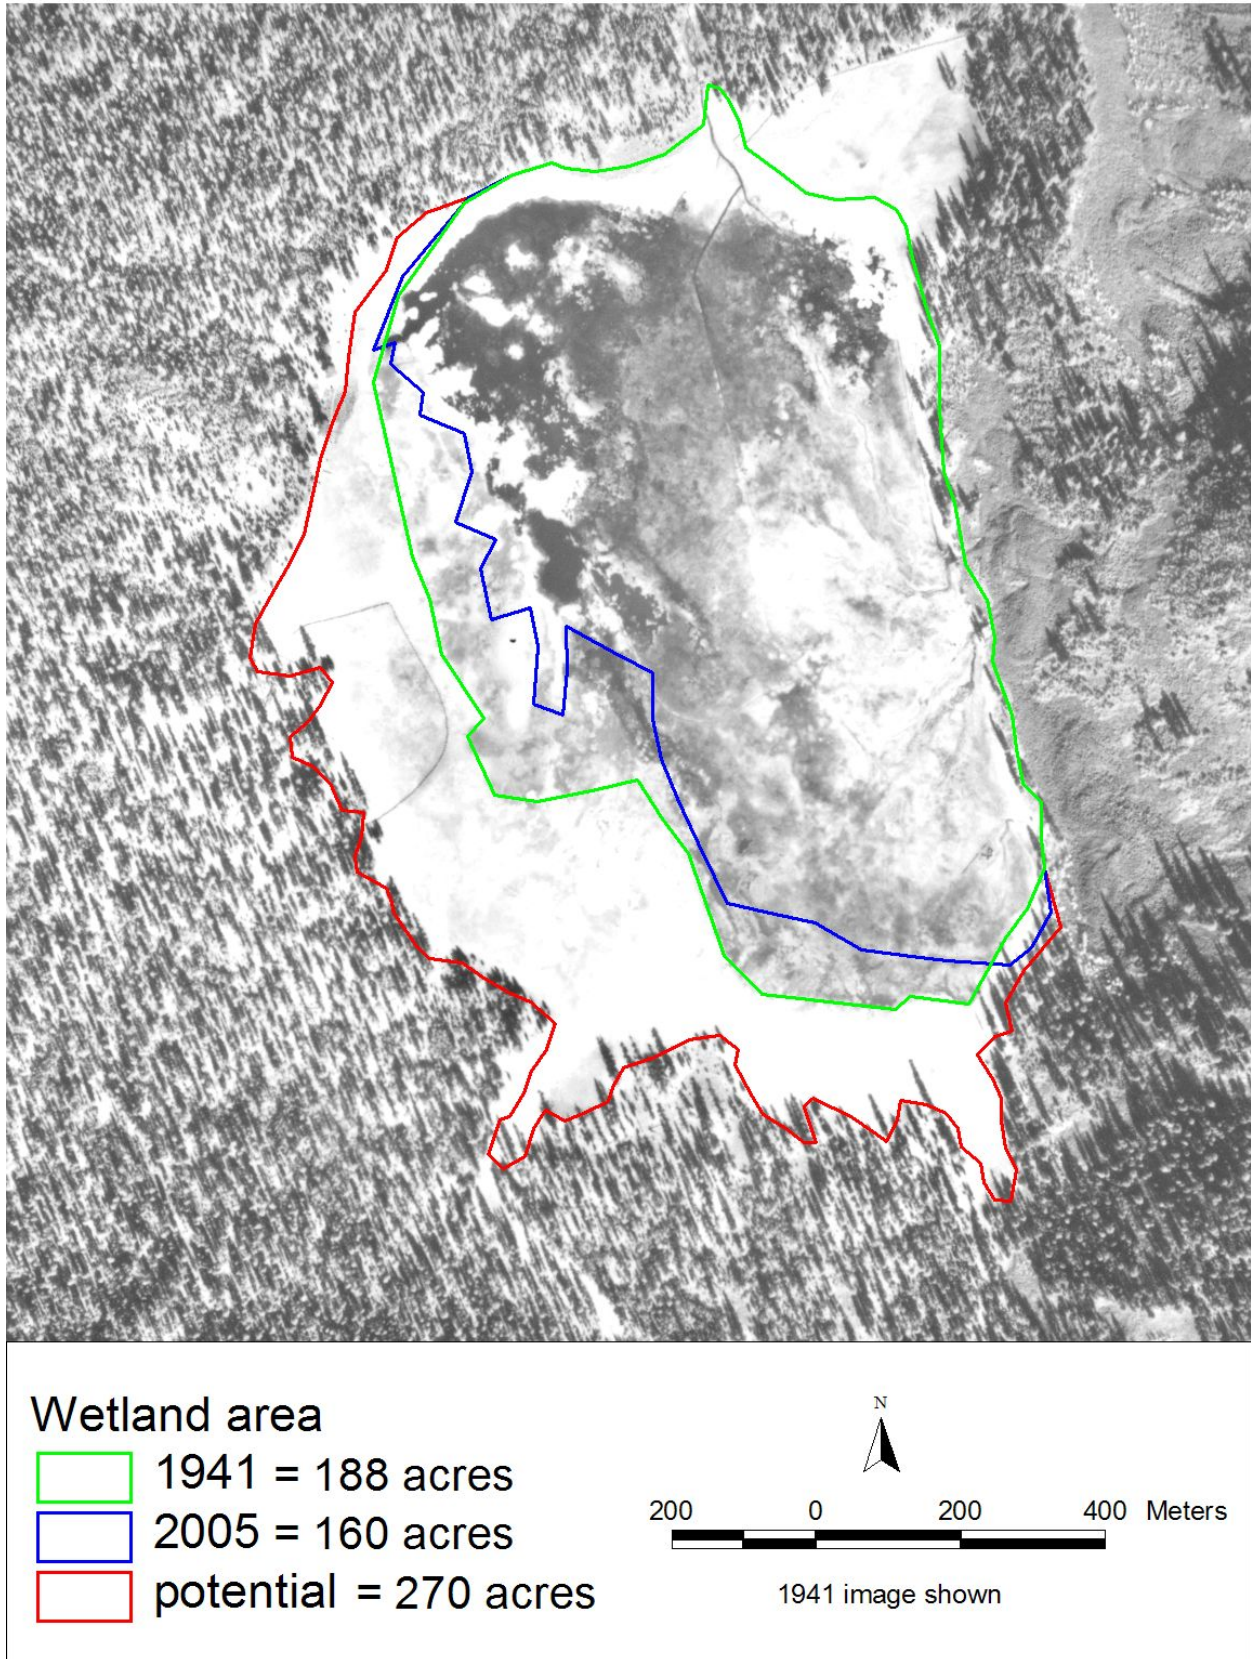 Wetland area
1941 = 188 acres
2005 = 160 acres
potential = 270 acres
N
200 0 200 400 Meters
1941 image shown